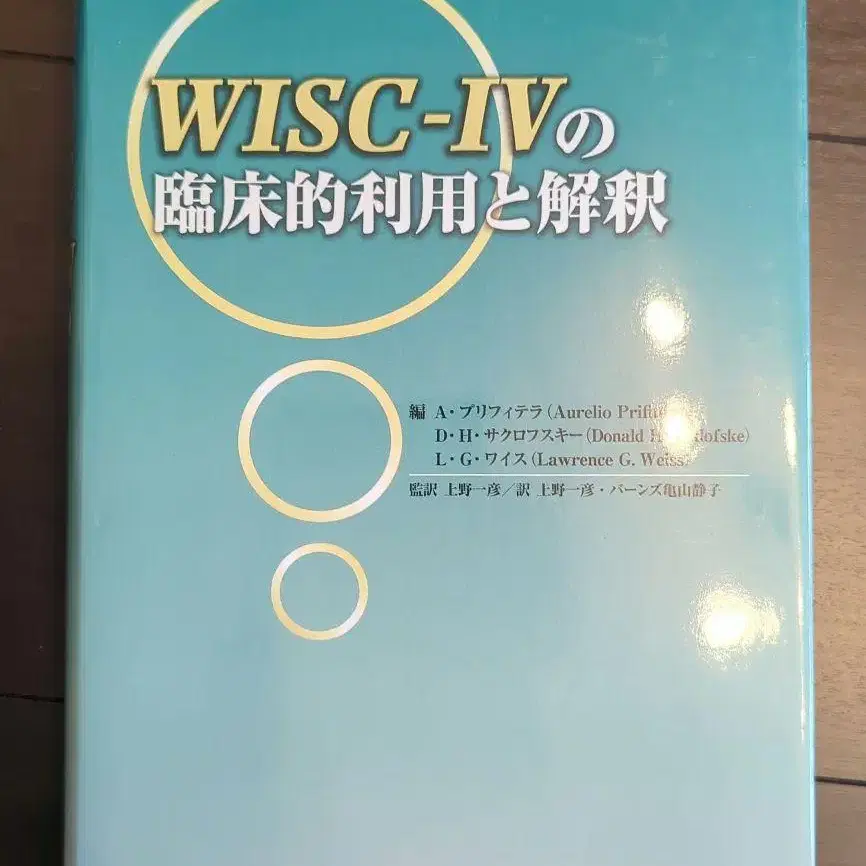 WISC-IVの
臨床的利用と解釈
編 A・プリフィテラ(Aurelio
D・H・サクロフスキー(Donald
L・G・ワイス(Lawrence G. Weiss)
監訳 上野一彦／訳 上野一彦・バーンズ亀山静子